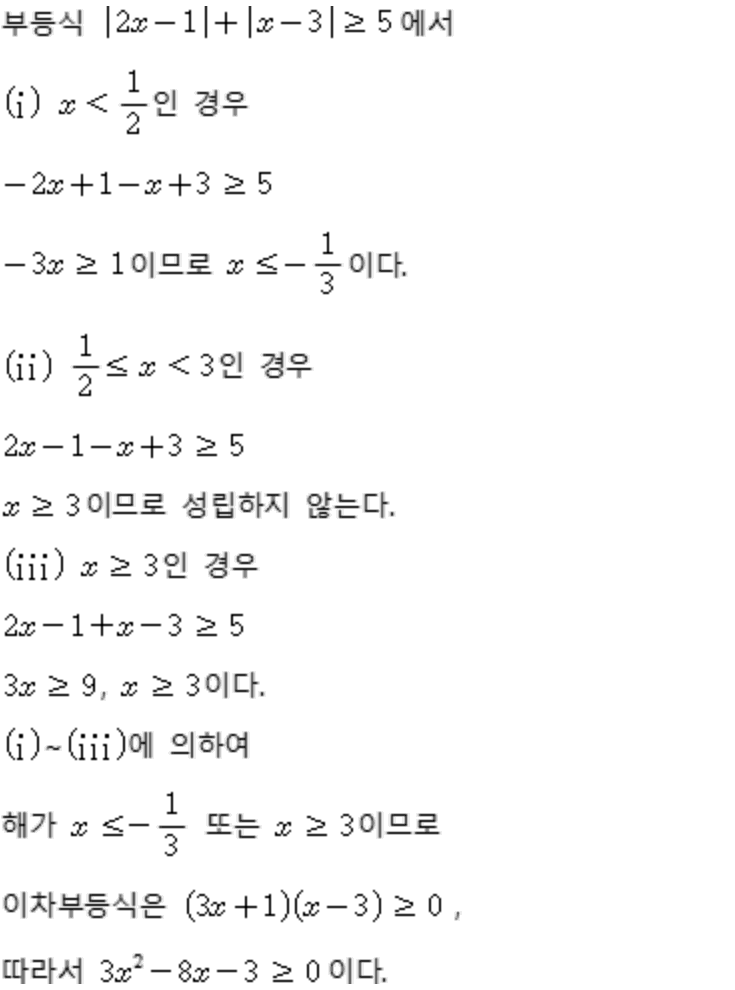 부등식 |2x-1|+|x-3| ≥ 5 에서
(i) x < 1/2 인 경우
-2x+1-x+3 ≥ 5
-3x ≥ 1이므로 x ≤ -1/3 이다.
(ii) 1/2 ≤ x < 3인 경우
2x-1-x+3 ≥ 5
x ≥ 3이므로 성립하지 않는다.
(iii) x ≥ 3인 경우
2x-1+x-3 ≥ 5
3x ≥ 9, x ≥ 3이다.
(i)~(iii)에 의하여
해가 x ≤ -1/3 또는 x ≥ 3이므로
이차부등식은 (3x+1)(x-3) ≥ 0 ,
따라서 3x²-8x-3 ≥ 0 이다.